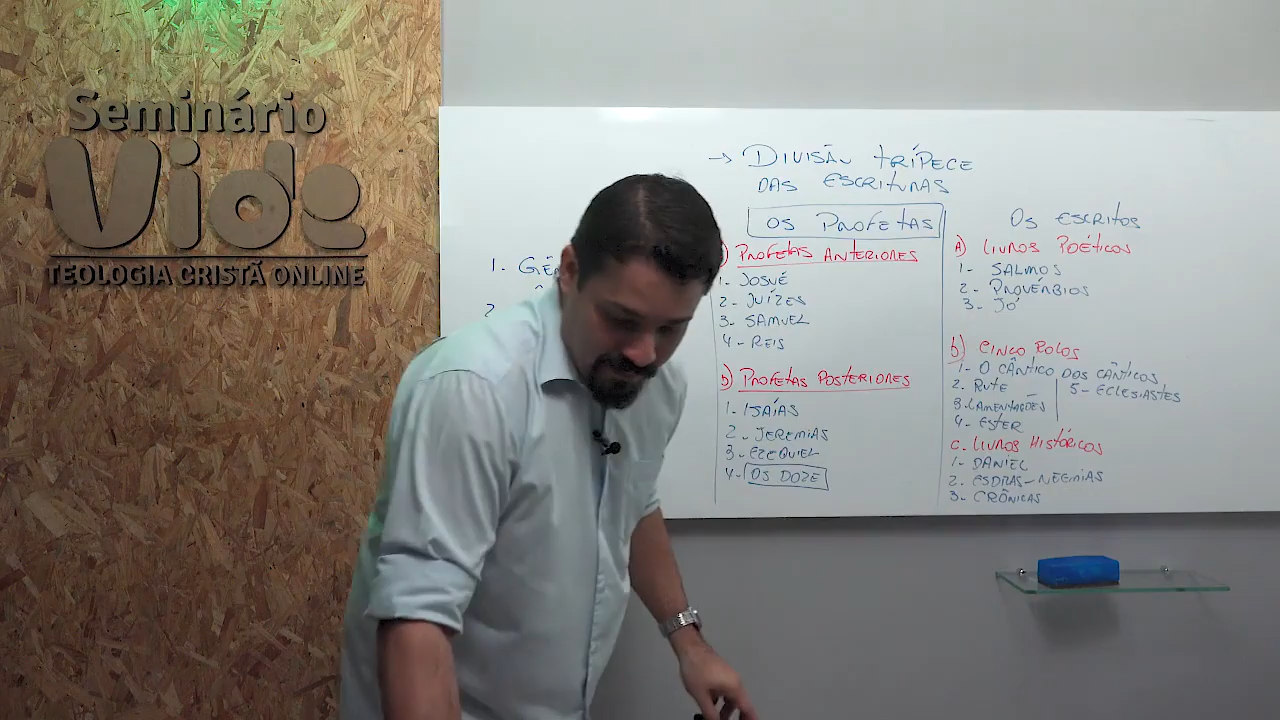 Seminário
Vide
TEOLOGIA CRISTÃ ONLINE
→ DIVISÃO TRÍPECE
DAS ESCRITURAS
1. GÊN
2
OS PROFETAS
) PROFETAS ANTERIORES
1- JOSUÉ
2- JUÍZES
3- SAMUEL
4- REIS
b) PROFETAS POSTERIORES
1- ISAÍAS
2- JEREMIAS
3- EZEQUIEL
4- OS DOZE
OS ESCRITOS
A) LIVROS POÉTICOS
1- SALMOS
2- PROVÉRBIOS
3- JÓ
b) CINCO ROLOS
1- O CÂNTICO DOS CÂNTICOS
2. RUTE
3. LAMENTAÇÕES
4- ESTER
5- ECLESIASTES
C. LIVROS HISTÓRICOS
1- DANIEL
2. ESDRAS-NEEMIAS
3- CRÔNICAS